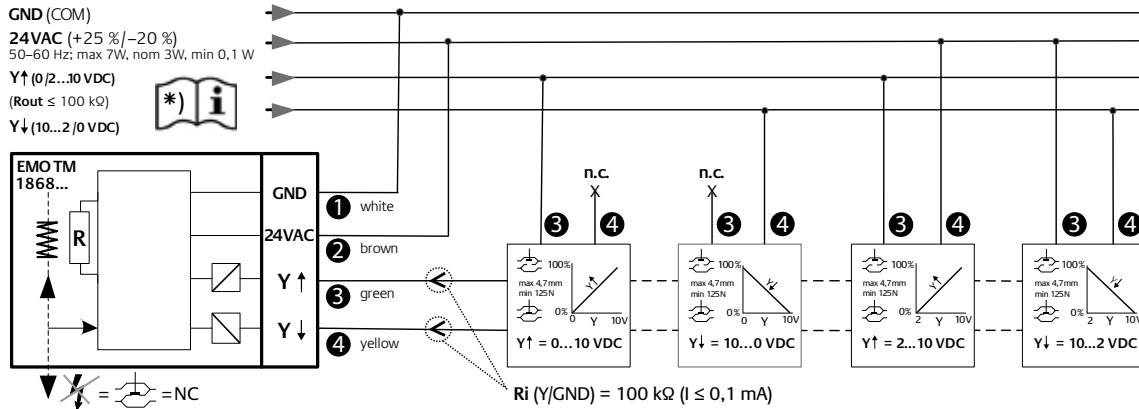 GND (COM)
24VAC (+25 %/−20 %)
50–60 Hz; max 7W, nom 3W, min 0,1 W
Y↑ (0/2...10 VDC)
(Rout ≤ 100 kΩ)
Y↓ (10...2/0 VDC)
*) i
EMO TM
1868...
R
GND
24VAC
Y ↑
Y ↓
1 white
2 brown
3 green
4 yellow
= = NC
n.c.
3 4
100%
max 4,7mm
min 125N
0%
Y↑
0 Y 10V
Y↑ = 0...10 VDC
n.c.
3 4
100%
max 4,7mm
min 125N
0%
Y↓
0 Y 10V
Y↓ = 10...0 VDC
3 4
100%
max 4,7mm
min 125N
0%
Y↑
2 Y 10V
Y↑ = 2...10 VDC
3 4
100%
max 4,7mm
min 125N
0%
Y↓
2 Y 10V
Y↓ = 10...2 VDC
Ri (Y/GND) = 100 kΩ (I ≤ 0,1 mA)